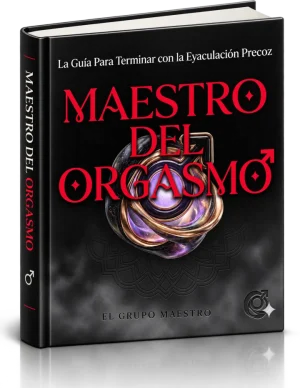 La Guía Para Terminar con la Eyaculación Precoz
MAESTRO
DEL
ORGASMO
EL GRUPO MAESTRO
MAESTRO DEL ORGASMO